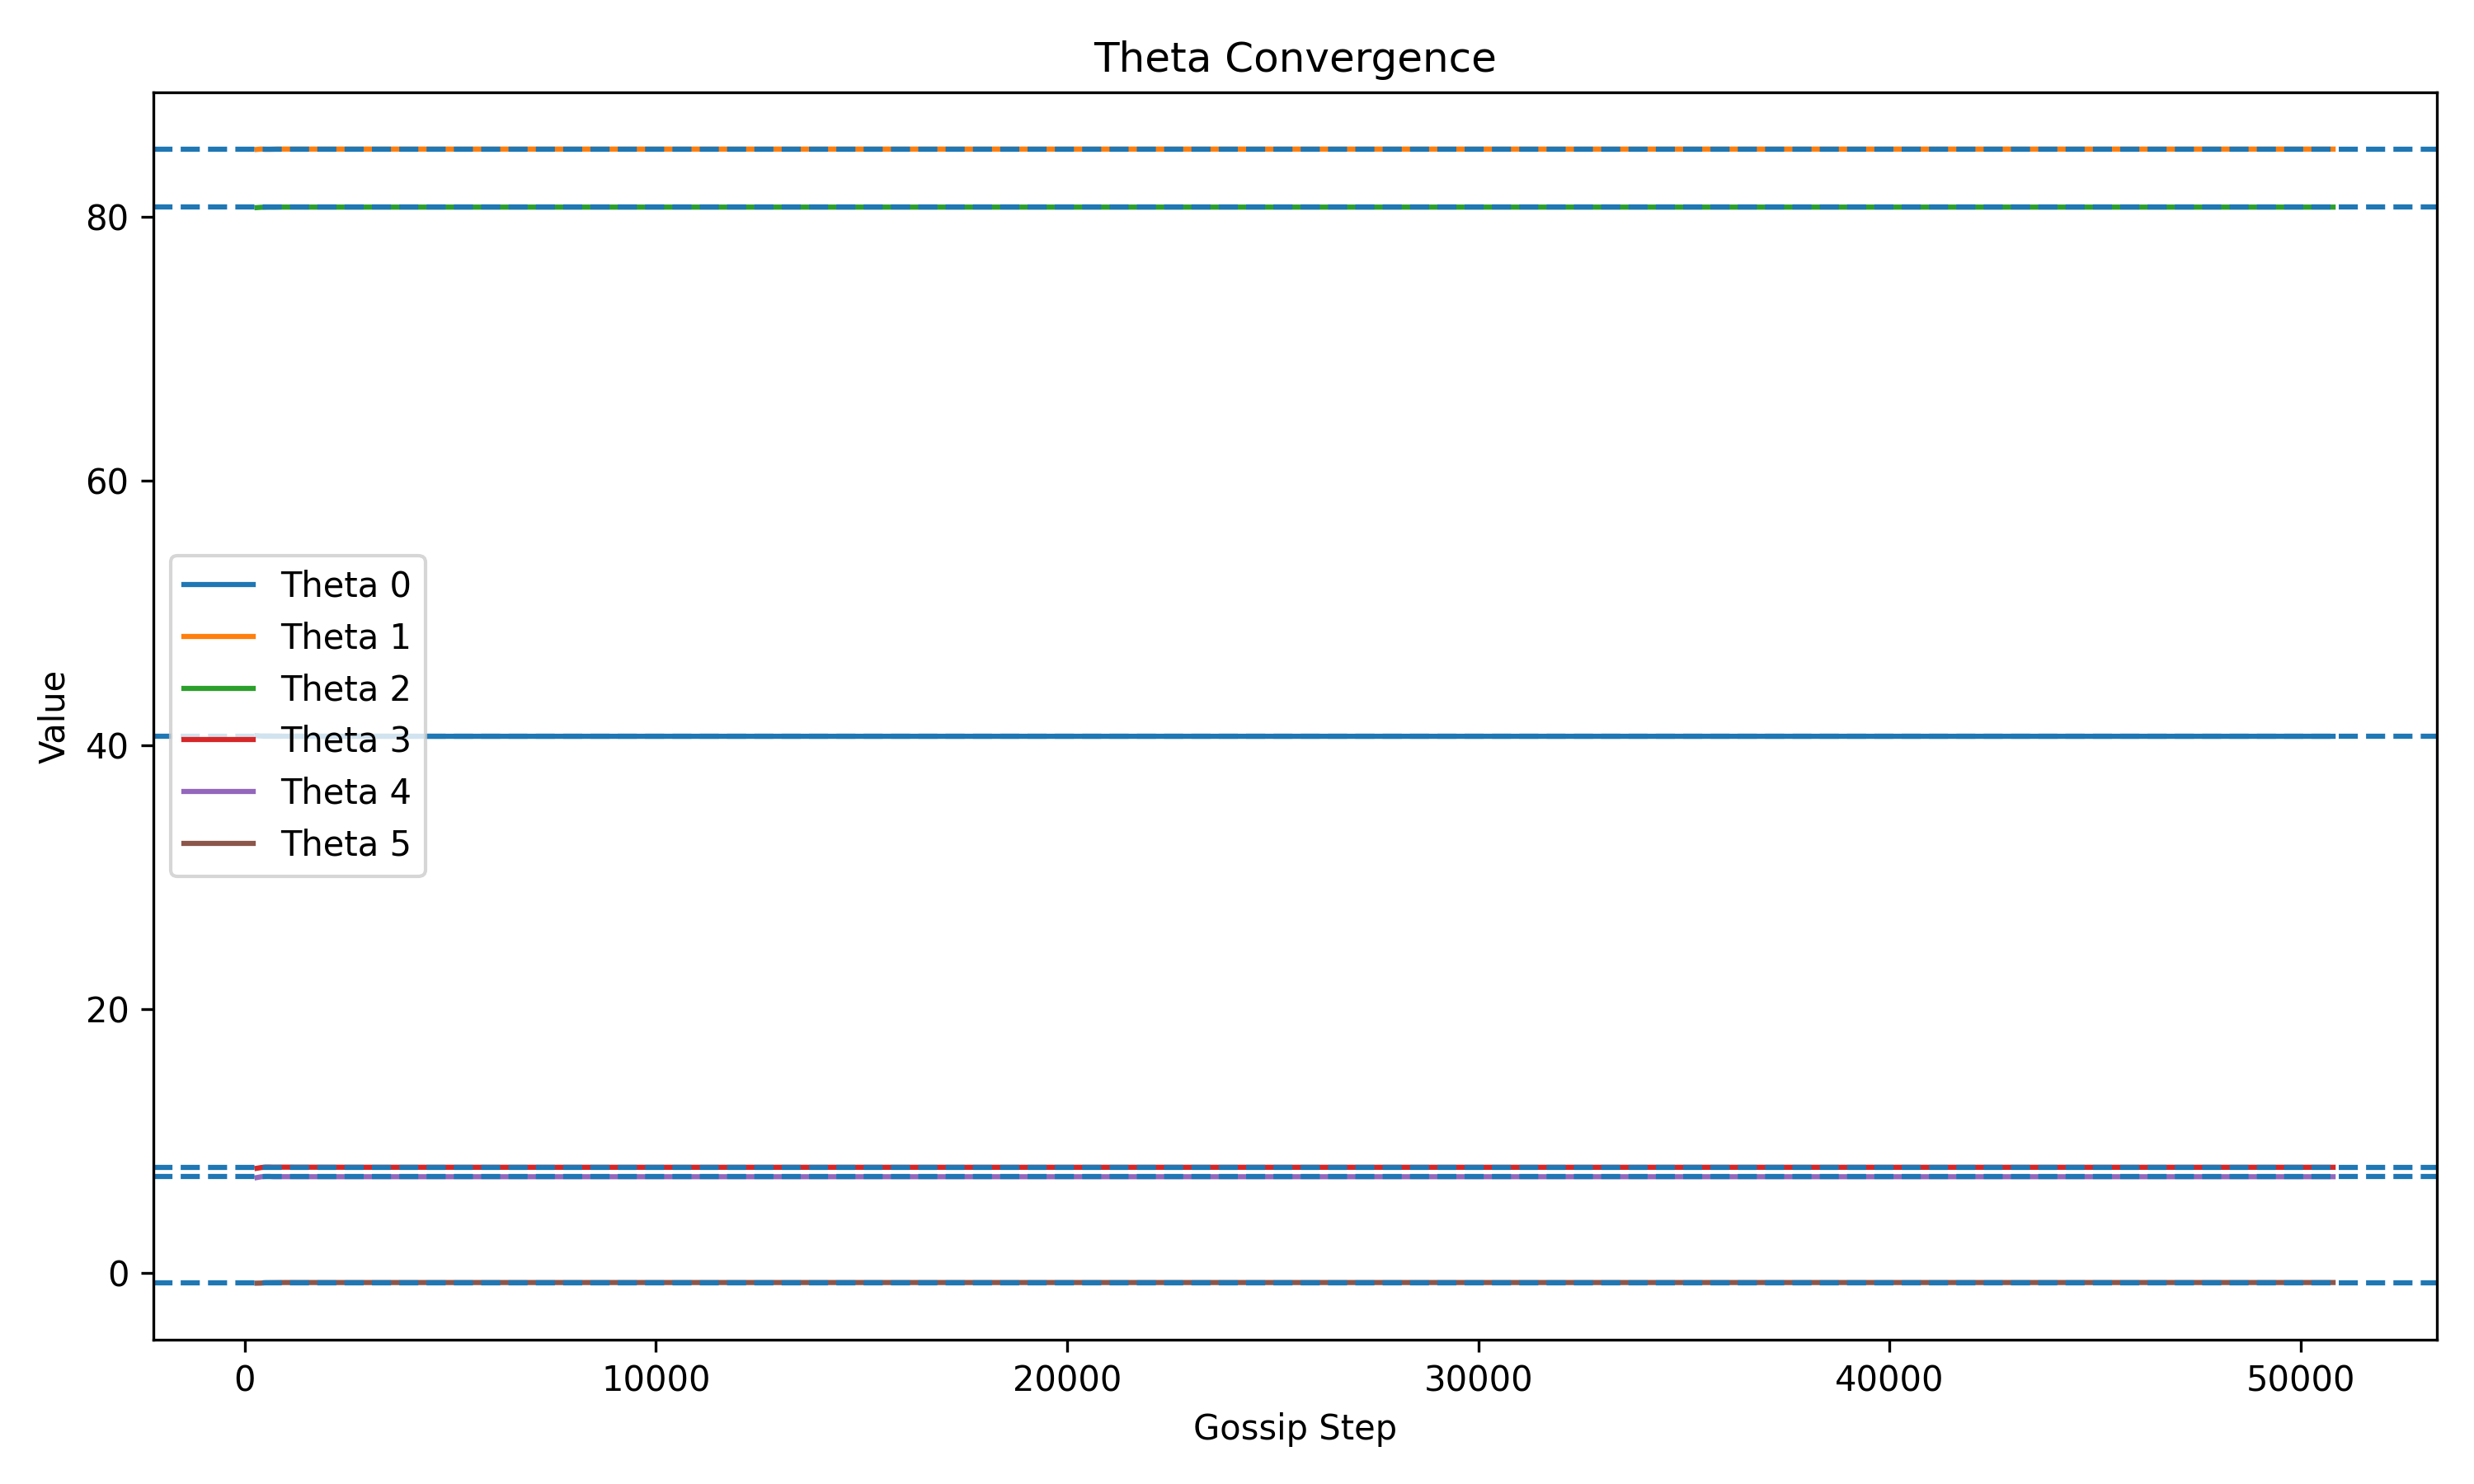 Theta Convergence
Value
80
60
40
20
0
Theta 0
Theta 1
Theta 2
Theta 3
Theta 4
Theta 5
0 10000 20000 30000 40000 50000
Gossip Step